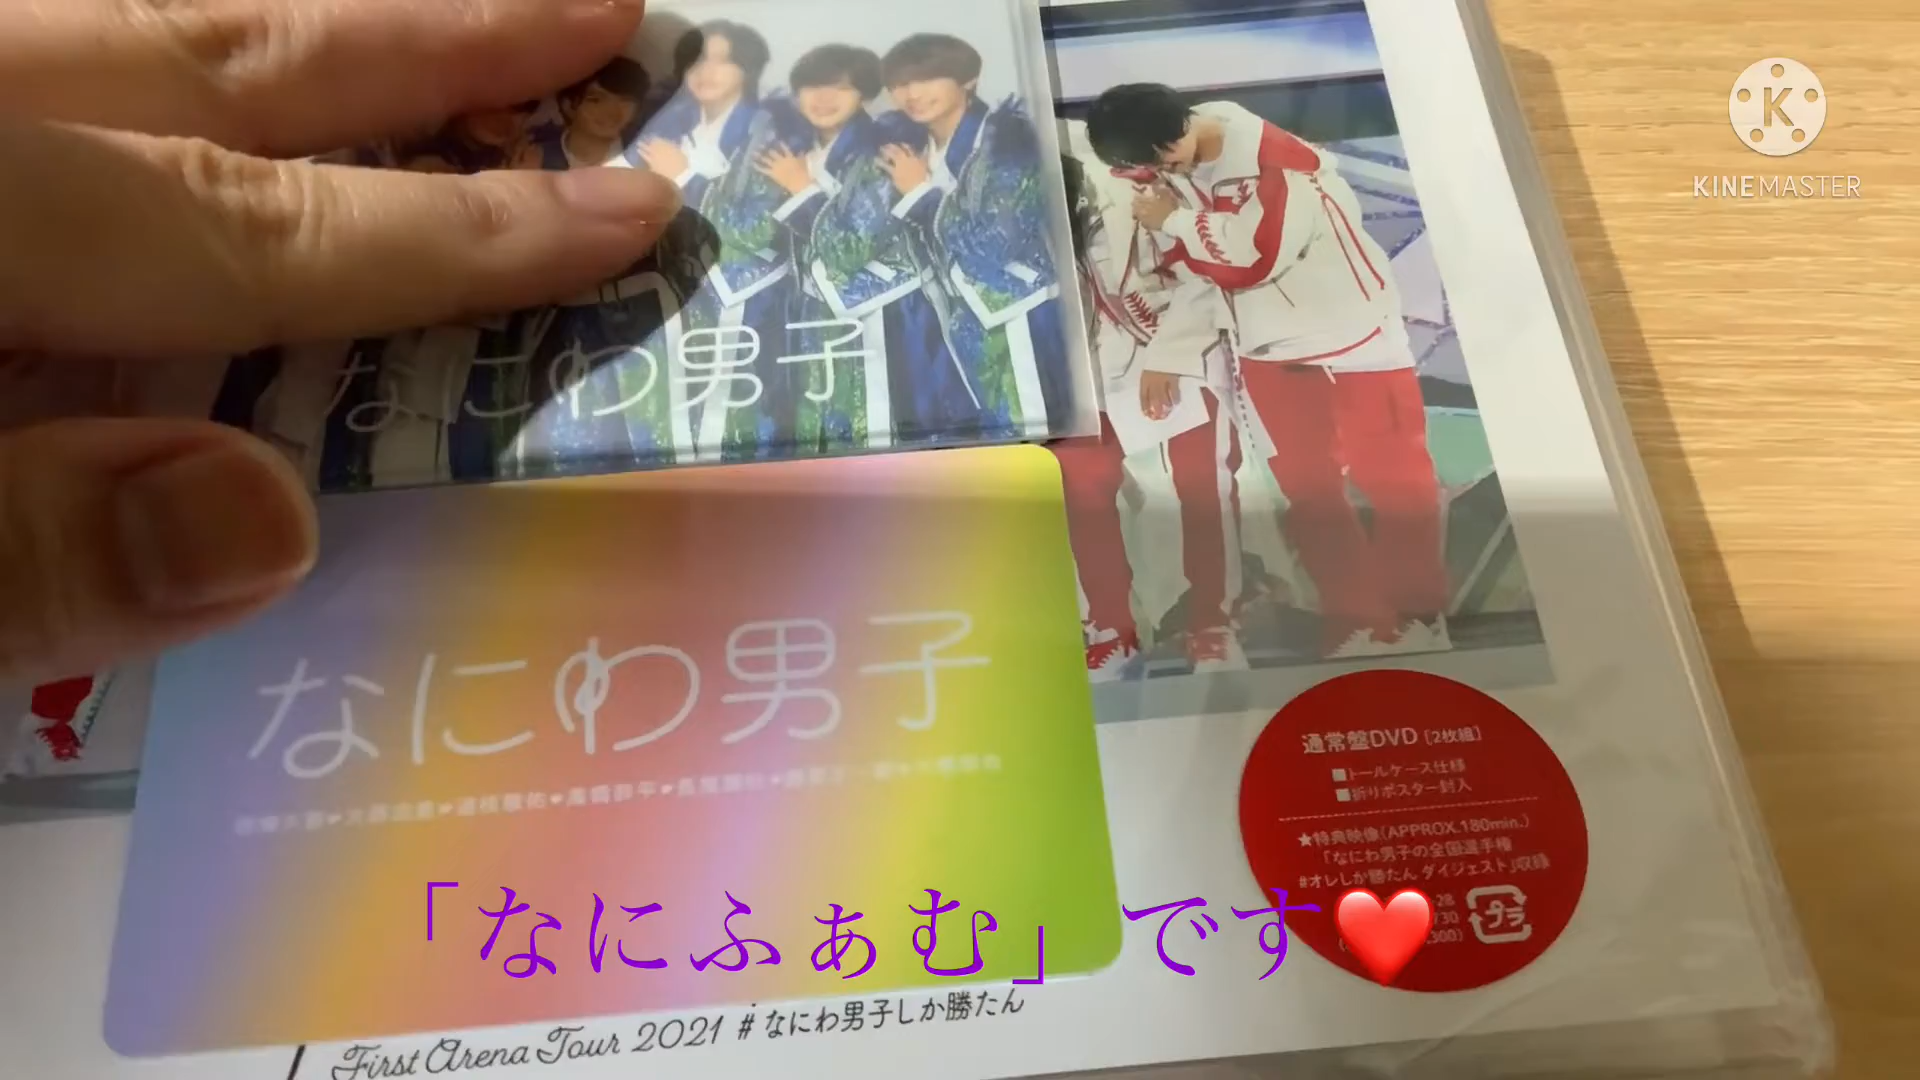 KINEMASTER
なにわ男子
なにわ男子
通常盤DVD [2枚組]
■トールケース仕様
■折りポスター封入
★特典映像(APPROX.180min.)
「なにわ男子の全国選手権
#オレしか勝たん ダイジェスト」収録
プラ
「なにふぁむ」です❤️
First Arena Tour 2021 #なにわ男子しか勝たん